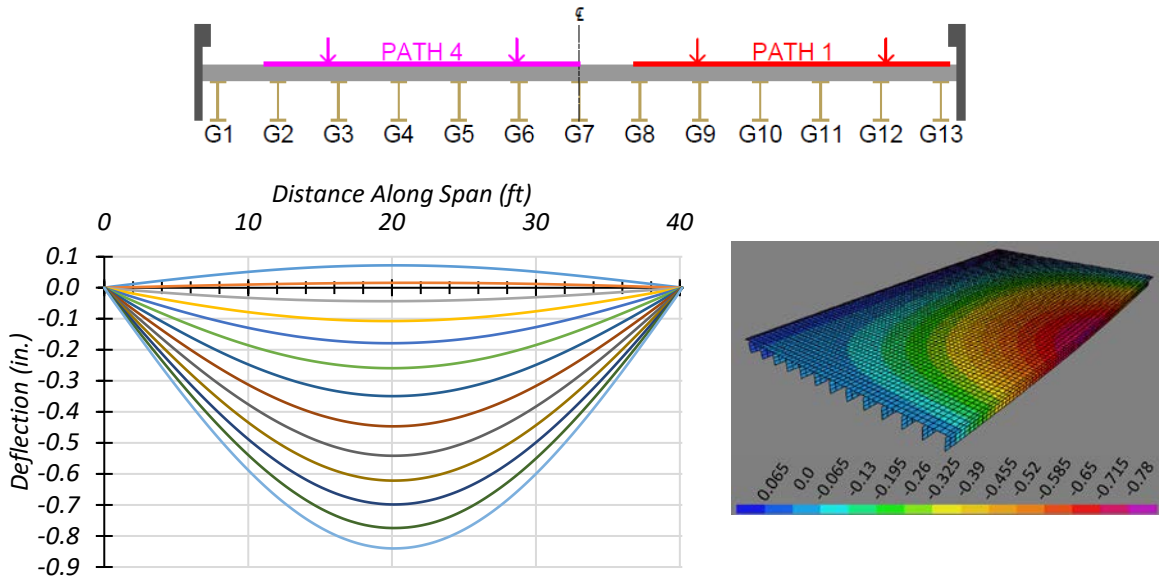 ℄
PATH 4 PATH 1
G1 G2 G3 G4 G5 G6 G7 G8 G9 G10 G11 G12 G13
Distance Along Span (ft)
0 10 20 30 40
Deflection (in.)
0.1
0.0
-0.1
-0.2
-0.3
-0.4
-0.5
-0.6
-0.7
-0.8
-0.9
0.065 0.0 -0.065 -0.13 -0.195 -0.26 -0.325 -0.39 -0.455 -0.52 -0.585 -0.65 -0.715 -0.78